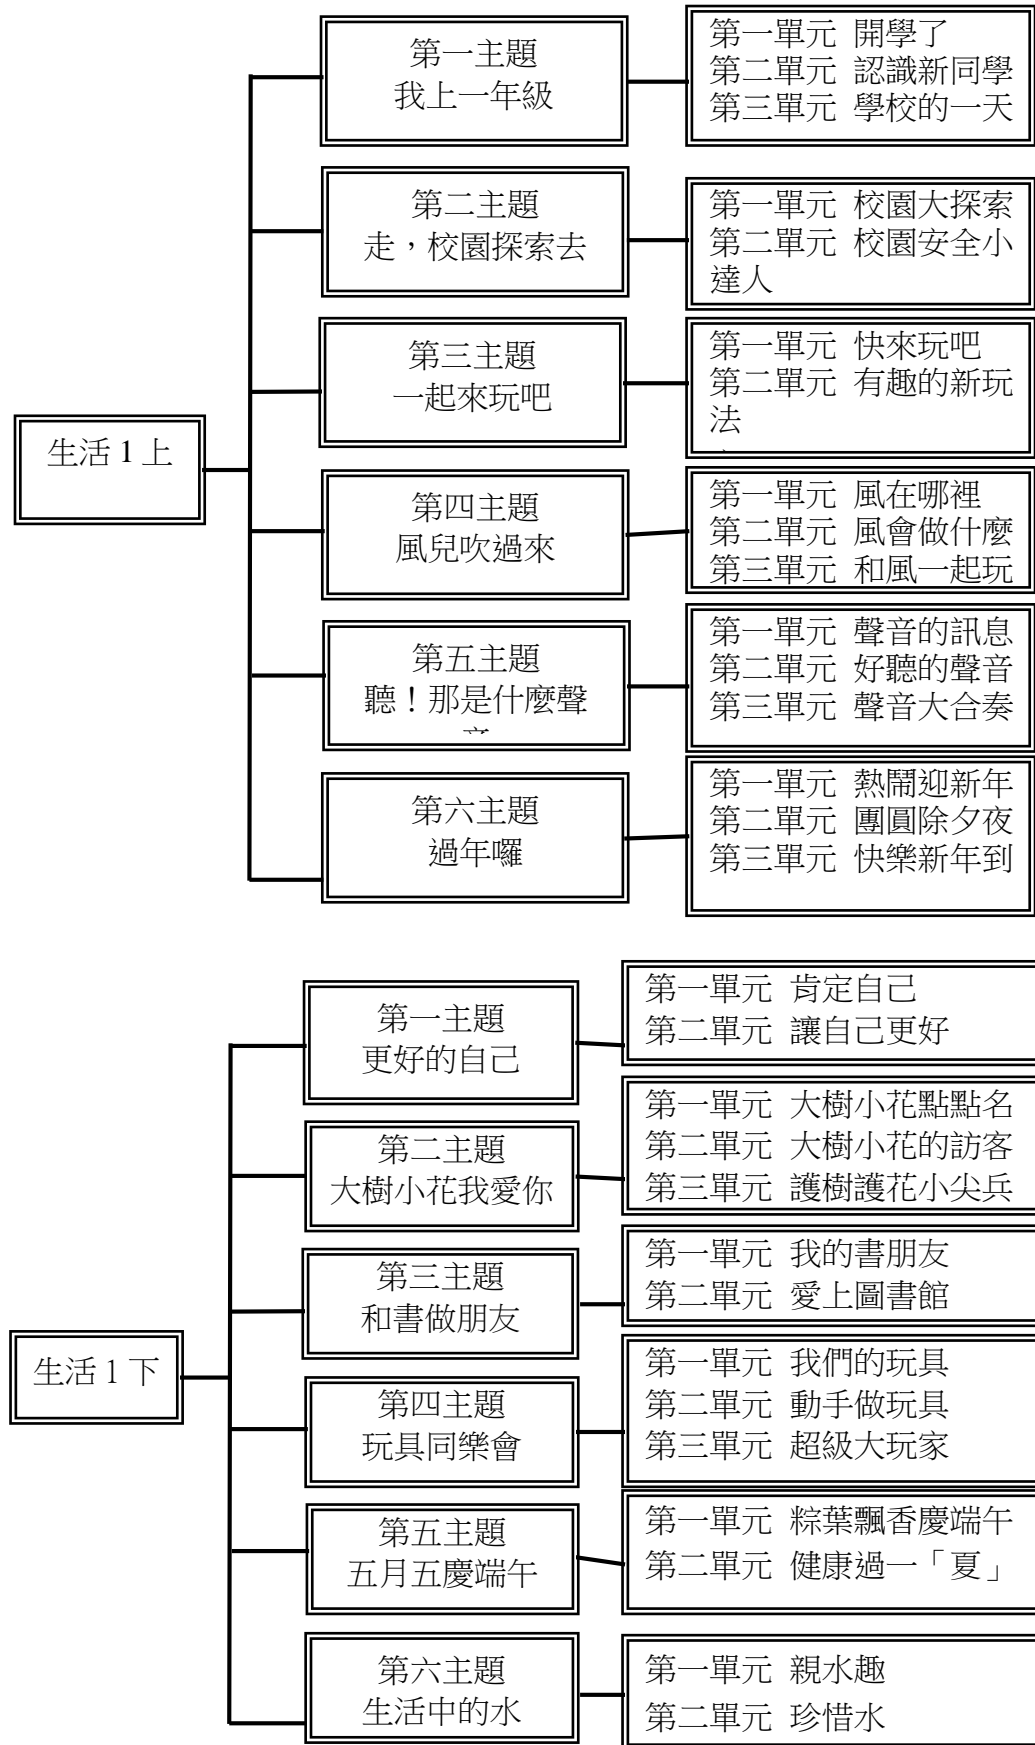 生活1上
第一主題
我上一年級
第一單元 開學了
第二單元 認識新同學
第三單元 學校的一天
第二主題
走，校園探索去
第一單元 校園大探索
第二單元 校園安全小
達人
第三主題
一起來玩吧
第一單元 快來玩吧
第二單元 有趣的新玩
法
第四主題
風兒吹過來
第一單元 風在哪裡
第二單元 風會做什麼
第三單元 和風一起玩
第五主題
聽！那是什麼聲
第一單元 聲音的訊息
第二單元 好聽的聲音
第三單元 聲音大合奏
第六主題
過年囉
第一單元 熱鬧迎新年
第二單元 團圓除夕夜
第三單元 快樂新年到
生活1下
第一主題
更好的自己
第一單元 肯定自己
第二單元 讓自己更好
第二主題
大樹小花我愛你
第一單元 大樹小花點點名
第二單元 大樹小花的訪客
第三單元 護樹護花小尖兵
第三主題
和書做朋友
第一單元 我的書朋友
第二單元 愛上圖書館
第四主題
玩具同樂會
第一單元 我們的玩具
第二單元 動手做玩具
第三單元 超級大玩家
第五主題
五月五慶端午
第一單元 粽葉飄香慶端午
第二單元 健康過一「夏」
第六主題
生活中的水
第一單元 親水趣
第二單元 珍惜水